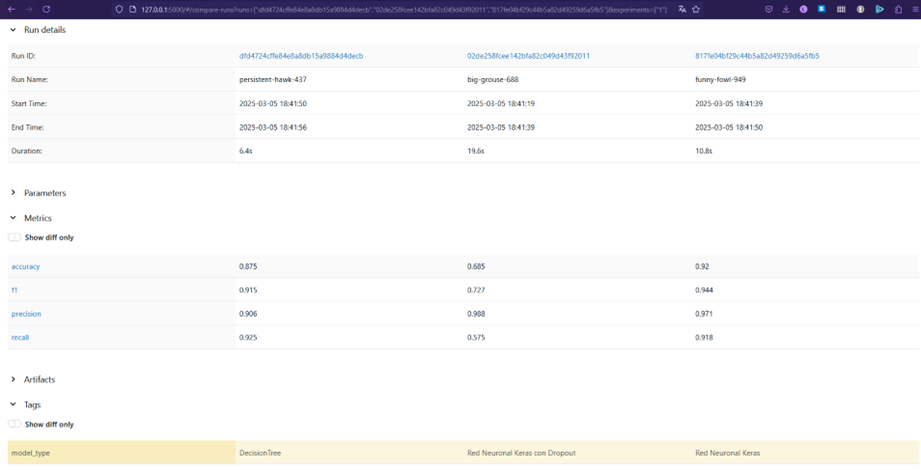 127.0.0.1:5000/#/compare-runs?runs=["dfd4724cffe84e8a8db15a9884d4decb","02de258fcee142bfa82c049d43f92011","817fe04bf29c44b5a82d49259d6a5fb5"]&experiments=["1"]
Run details
Run ID: dfd4724cffe84e8a8db15a9884d4decb 02de258fcee142bfa82c049d43f92011 817fe04bf29c44b5a82d49259d6a5fb5
Run Name: persistent-hawk-437 big-grouse-688 funny-fowl-949
Start Time: 2025-03-05 18:41:50 2025-03-05 18:41:19 2025-03-05 18:41:39
End Time: 2025-03-05 18:41:56 2025-03-05 18:41:39 2025-03-05 18:41:50
Duration: 6.4s 19.6s 10.8s
Parameters
Metrics
Show diff only
accuracy 0.875 0.685 0.92
f1 0.915 0.727 0.944
precision 0.906 0.988 0.971
recall 0.925 0.575 0.918
Artifacts
Tags
Show diff only
model_type DecisionTree Red Neuronal Keras con Dropout Red Neuronal Keras